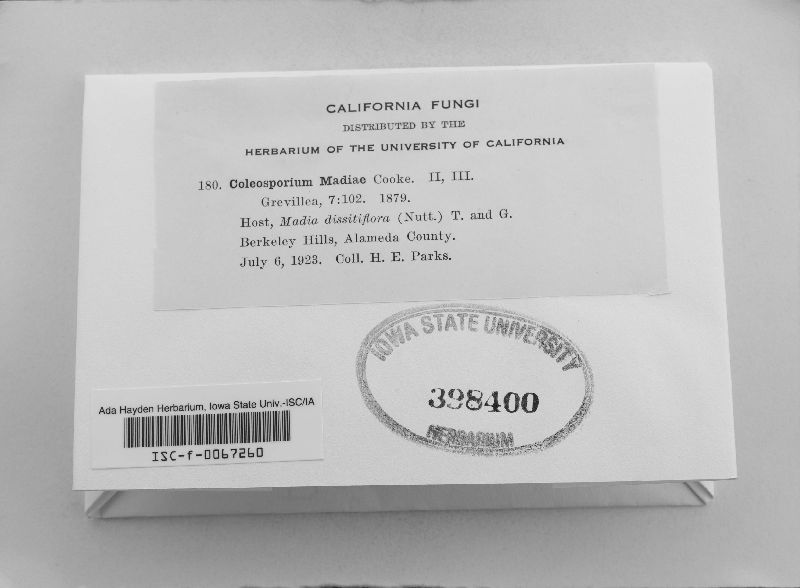 CALIFORNIA FUNGI
DISTRIBUTED BY THE
HERBARIUM OF THE UNIVERSITY OF CALIFORNIA
180. Coleosporium Madiae Cooke. II, III.
Grevillea, 7:102. 1879.
Host, Madia dissitiflora (Nutt.) T. and G.
Berkeley Hills, Alameda County.
July 6, 1923. Coll. H. E. Parks.
IOWA STATE UNIVERSITY
398400
HERBARIUM
Ada Hayden Herbarium, Iowa State Univ.-ISC/IA
ISC-f-0067260